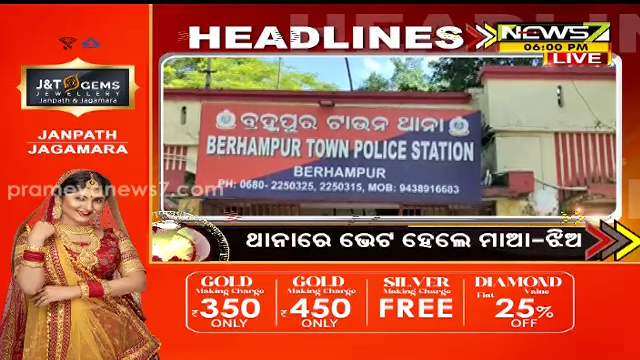 HEADLINES
NEWS7
06:00 PM
LIVE
J&T GEMS
JEWELLERY
Janpath & Jagamara
JANPATH
JAGAMARA
prameyanews7.com
ବ୍ରହ୍ମପୁର ଟାଉନ ଥାନା
BERHAMPUR TOWN POLICE STATION
BERHAMPUR
PH: 0680- 2250325, 2250315, MOB: 9438916683
ଥାନାରେ ଭେଟ ହେଲେ ମାଆ-ଝିଅ
GOLD
Making Charge
₹350
ONLY
GOLD
Making Charge
₹450
ONLY
SILVER
Making Charge
FREE
DIAMOND
Flat Value
25%
OFF